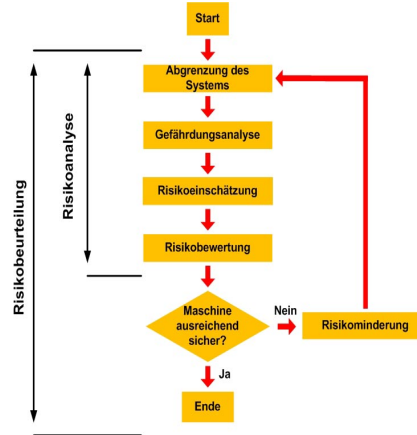 Start
Abgrenzung des
Systems
Gefährdungsanalyse
Risikoeinschätzung
Risikobewertung
Maschine
ausreichend
sicher?
Nein
Risikominderung
Ja
Ende
Risikoanalyse
Risikobeurteilung